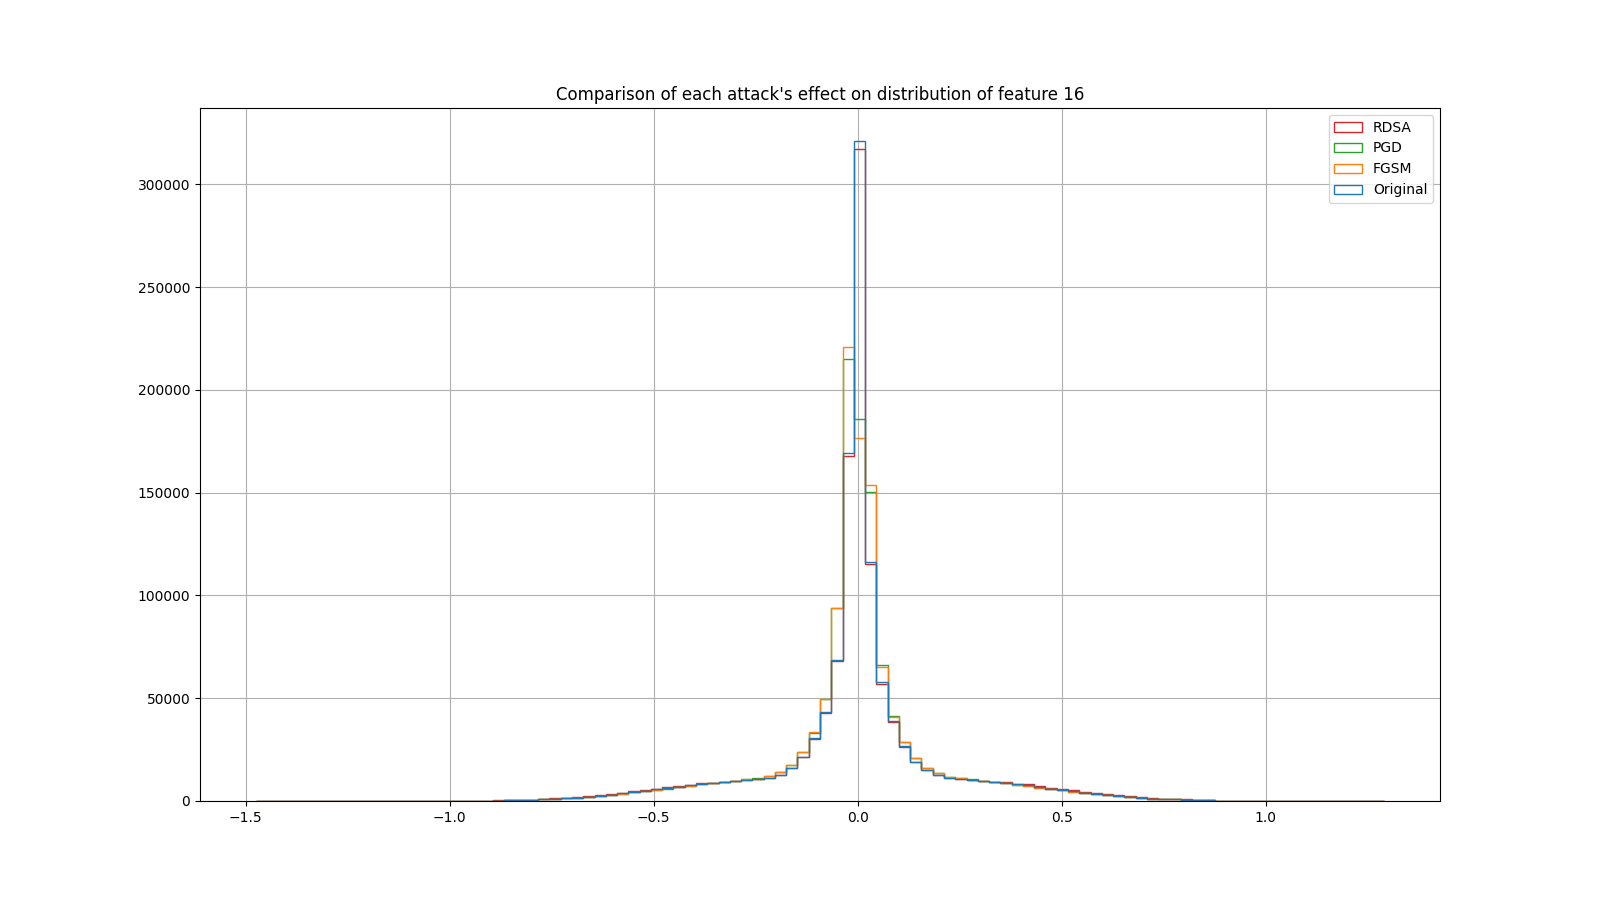 Comparison of each attack's effect on distribution of feature 16
RDSA
PGD
FGSM
Original
300000
250000
200000
150000
100000
50000
0
−1.5
−1.0
−0.5
0.0
0.5
1.0